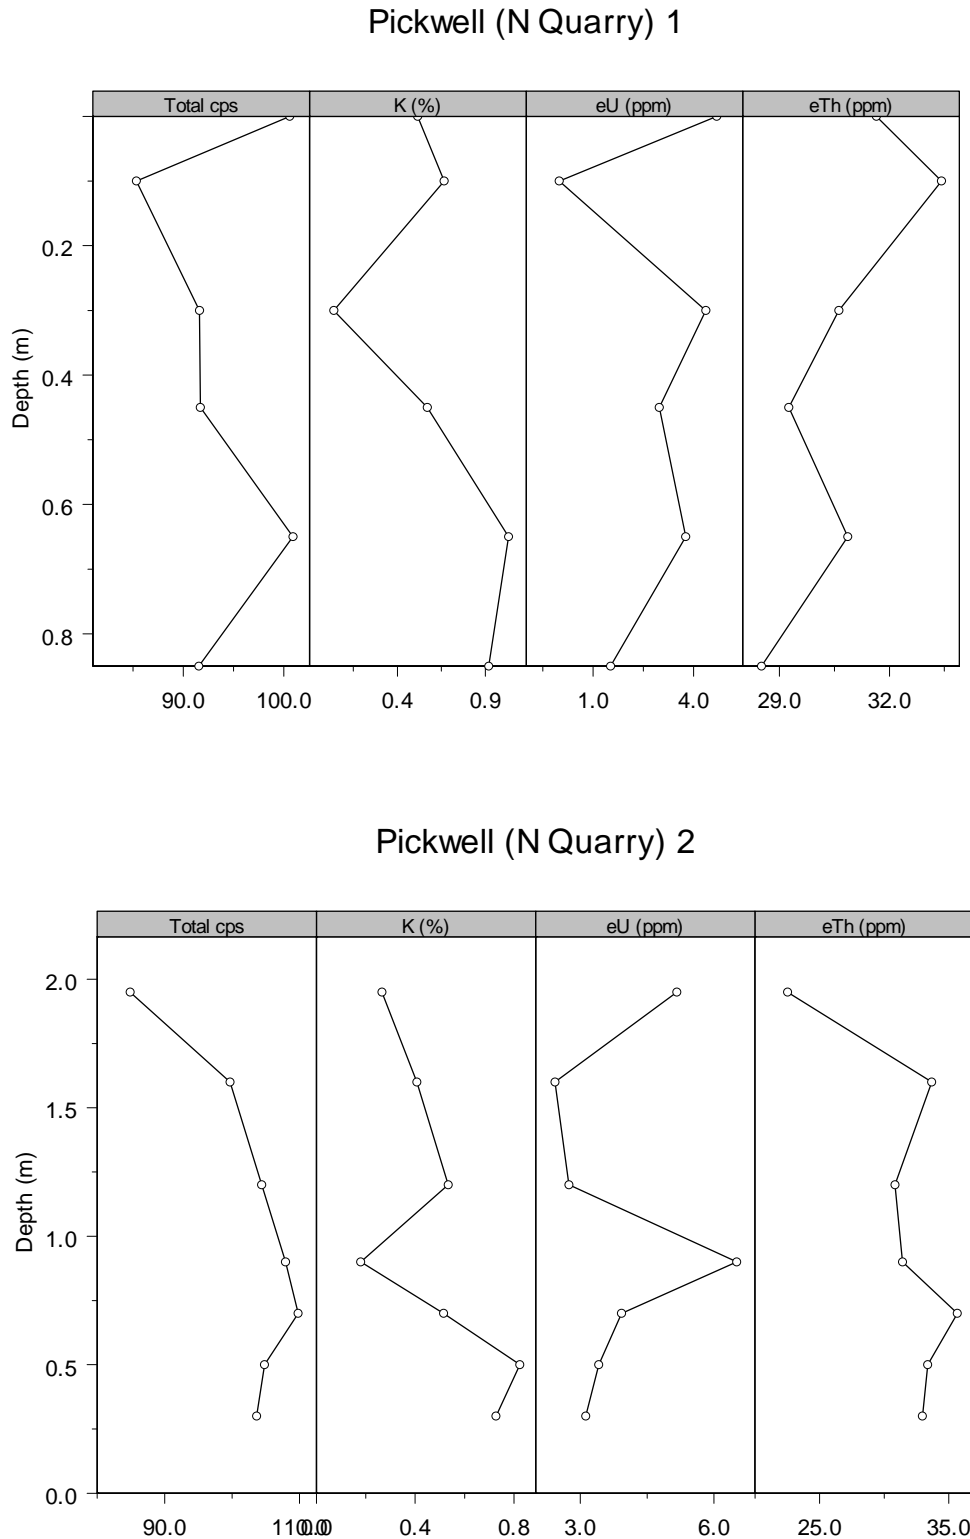 Pickwell (N Quarry) 1
Total cps K (%) eU (ppm) eTh (ppm)
0.2
0.4
Depth (m)
0.6
0.8
90.0 100.0 0.4 0.9 1.0 4.0 29.0 32.0
Pickwell (N Quarry) 2
Total cps K (%) eU (ppm) eTh (ppm)
2.0
1.5
Depth (m)
1.0
0.5
0.0
90.0 110.0 0.0 0.4 0.8 3.0 6.0 25.0 35.0